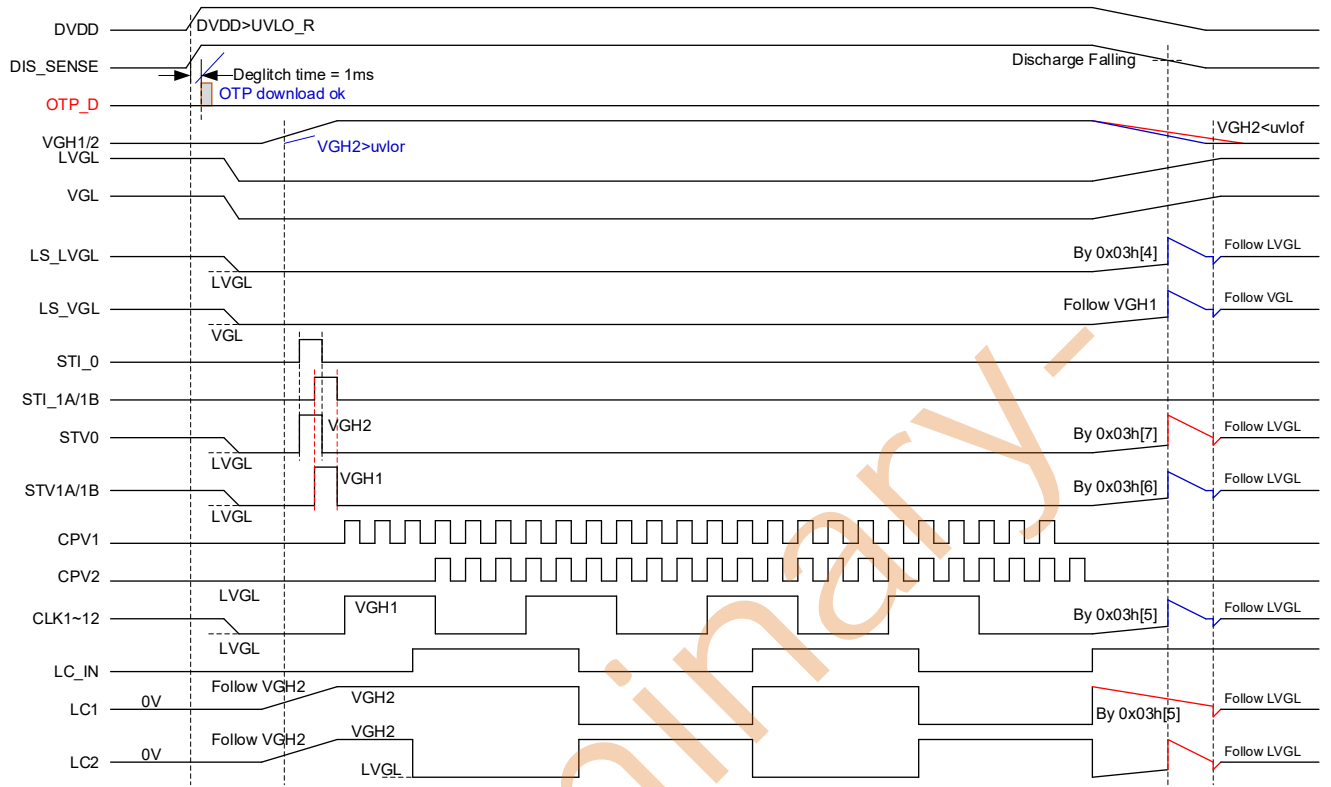 DVDD
DVDD>UVLO_R
DIS_SENSE
Discharge Falling
Deglitch time = 1ms
OTP download ok
OTP_D
VGH1/2
VGH2>uvlor
VGH2<uvlof
LVGL
VGL
LS_LVGL
LVGL
By 0x03h[4]
Follow LVGL
LS_VGL
VGL
Follow VGH1
Follow VGL
STI_0
STI_1A/1B
STV0
LVGL
VGH2
By 0x03h[7]
Follow LVGL
STV1A/1B
LVGL
VGH1
By 0x03h[6]
Follow LVGL
CPV1
CPV2
CLK1~12
LVGL
LVGL
VGH1
By 0x03h[5]
Follow LVGL
LC_IN
LC1
0V
Follow VGH2
VGH2
By 0x03h[5]
Follow LVGL
LC2
0V
Follow VGH2
VGH2
LVGL
Follow LVGL
inary-